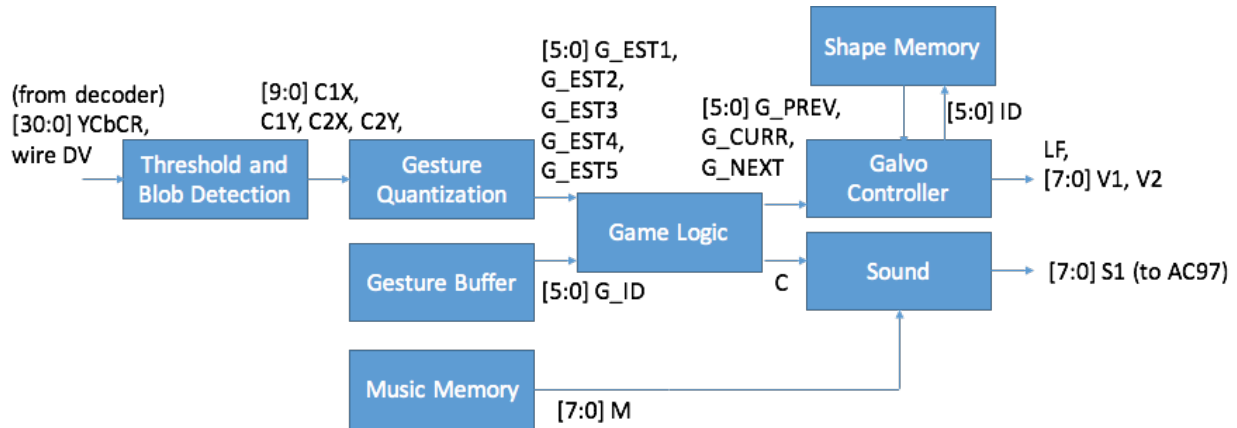 (from decoder)
[30:0] YCbCR,
wire DV
Threshold and
Blob Detection
[9:0] C1X,
C1Y, C2X, C2Y,
Gesture
Quantization
[5:0] G_EST1,
G_EST2,
G_EST3
G_EST4,
G_EST5
Gesture Buffer
[5:0] G_ID
Game Logic
[5:0] G_PREV,
G_CURR,
G_NEXT
Shape Memory
[5:0] ID
Galvo
Controller
LF,
[7:0] V1, V2
C
Sound
[7:0] S1 (to AC97)
Music Memory
[7:0] M